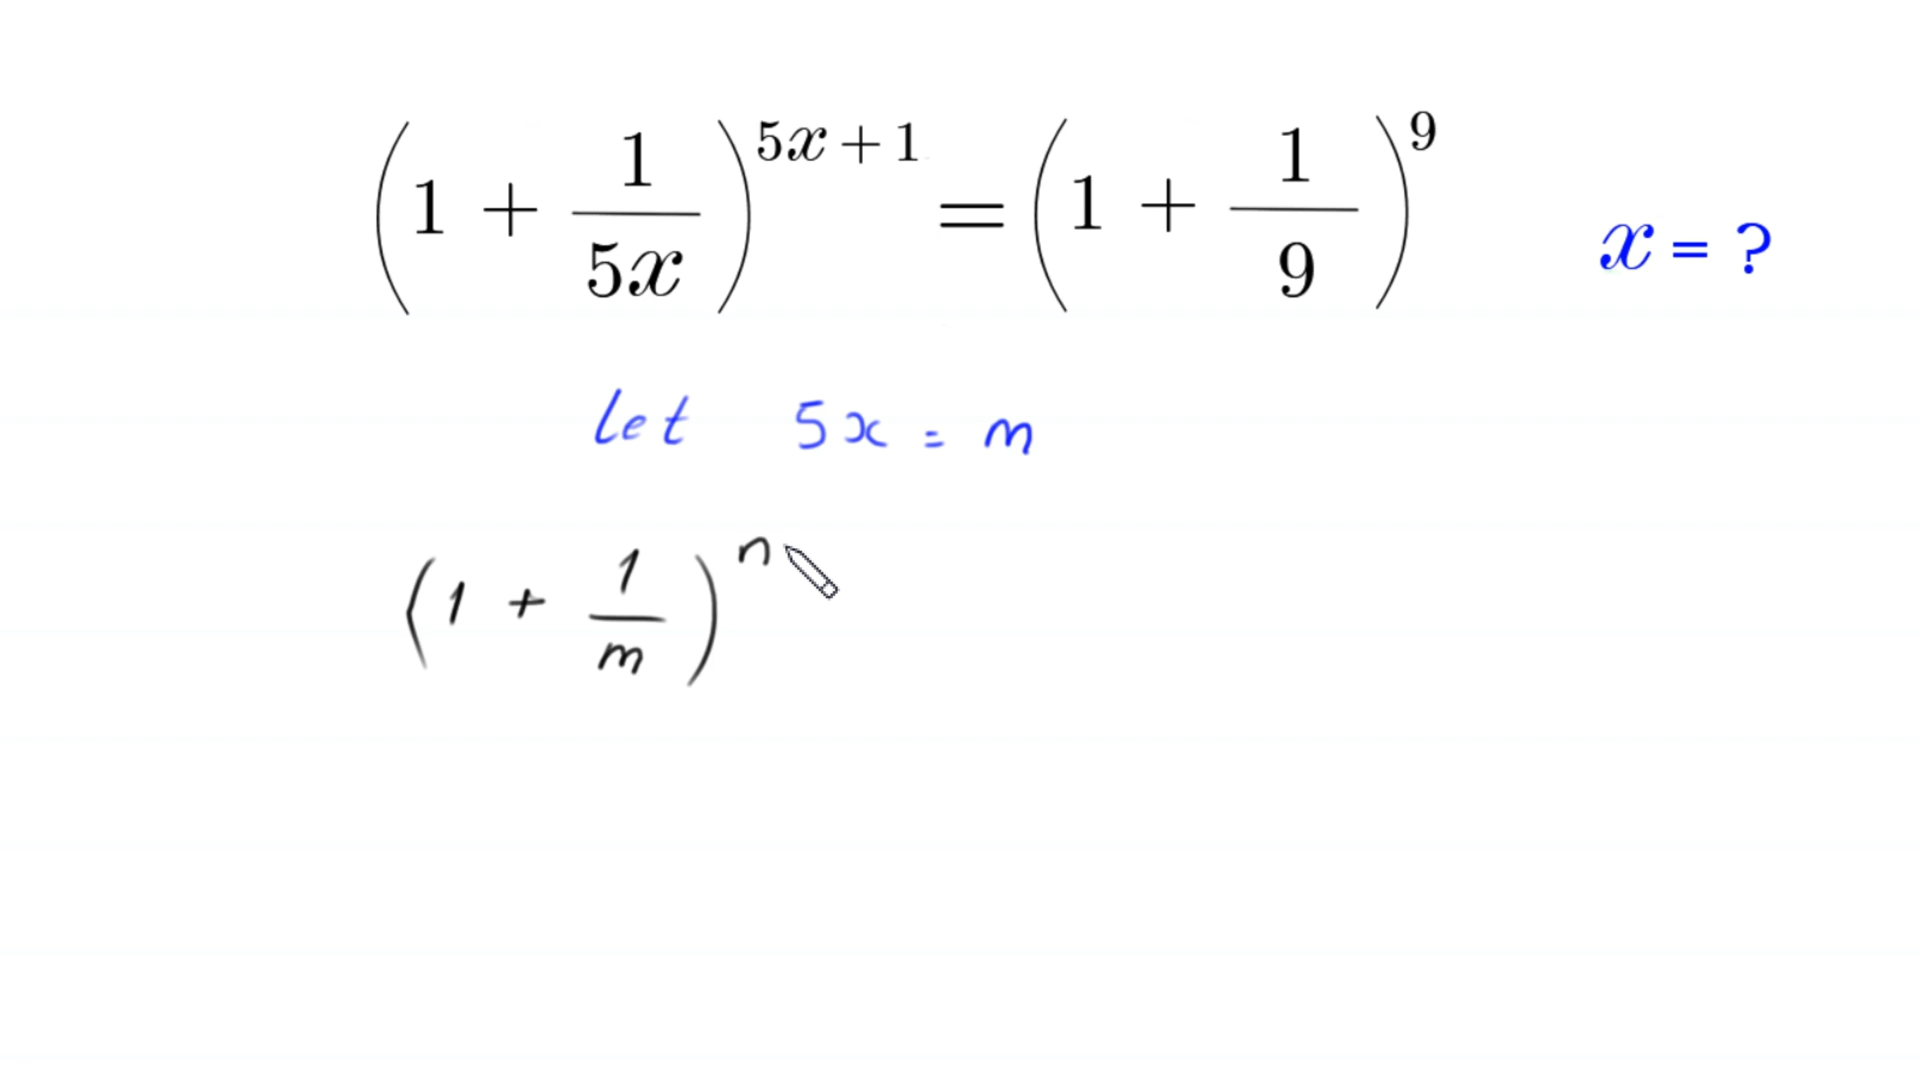 (1 + 1/5x)^(5x+1) = (1 + 1/9)^9 x = ?
Let 5x = m
(1 + 1/m)^n